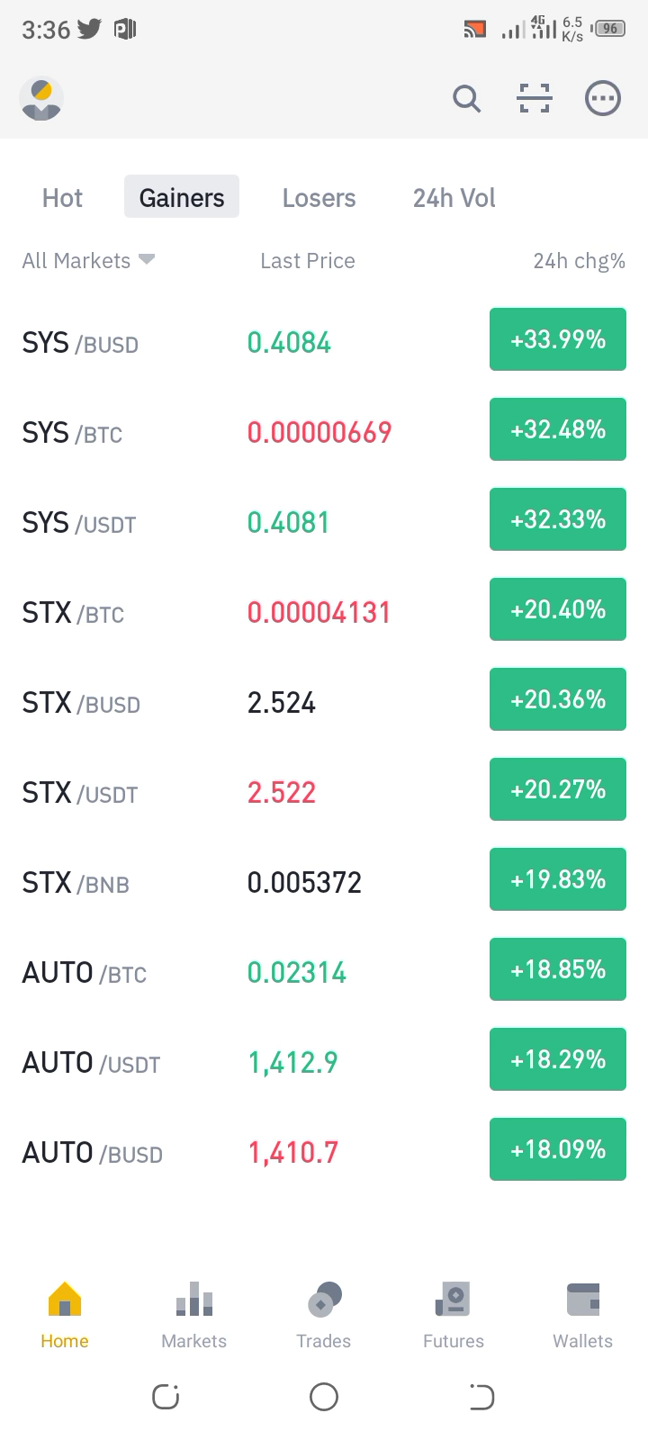 3:36 4G 6.5 K/s 96
Hot Gainers Losers 24h Vol
All Markets Last Price 24h chg%
SYS /BUSD 0.4084 +33.99%
SYS /BTC 0.00000669 +32.48%
SYS /USDT 0.4081 +32.33%
STX /BTC 0.00004131 +20.40%
STX /BUSD 2.524 +20.36%
STX /USDT 2.522 +20.27%
STX /BNB 0.005372 +19.83%
AUTO /BTC 0.02314 +18.85%
AUTO /USDT 1,412.9 +18.29%
AUTO /BUSD 1,410.7 +18.09%
Home Markets Trades Futures Wallets